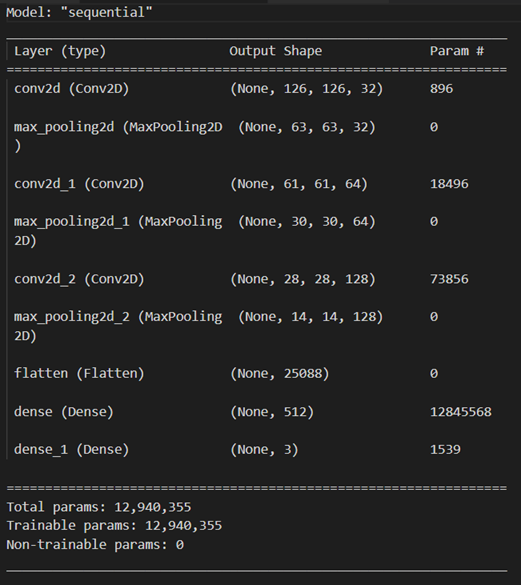 Model: "sequential"
Layer (type) Output Shape Param #
=================================================================
conv2d (Conv2D) (None, 126, 126, 32) 896
max_pooling2d (MaxPooling2D (None, 63, 63, 32) 0
)
conv2d_1 (Conv2D) (None, 61, 61, 64) 18496
max_pooling2d_1 (MaxPooling (None, 30, 30, 64) 0
2D)
conv2d_2 (Conv2D) (None, 28, 28, 128) 73856
max_pooling2d_2 (MaxPooling (None, 14, 14, 128) 0
2D)
flatten (Flatten) (None, 25088) 0
dense (Dense) (None, 512) 12845568
dense_1 (Dense) (None, 3) 1539
=================================================================
Total params: 12,940,355
Trainable params: 12,940,355
Non-trainable params: 0